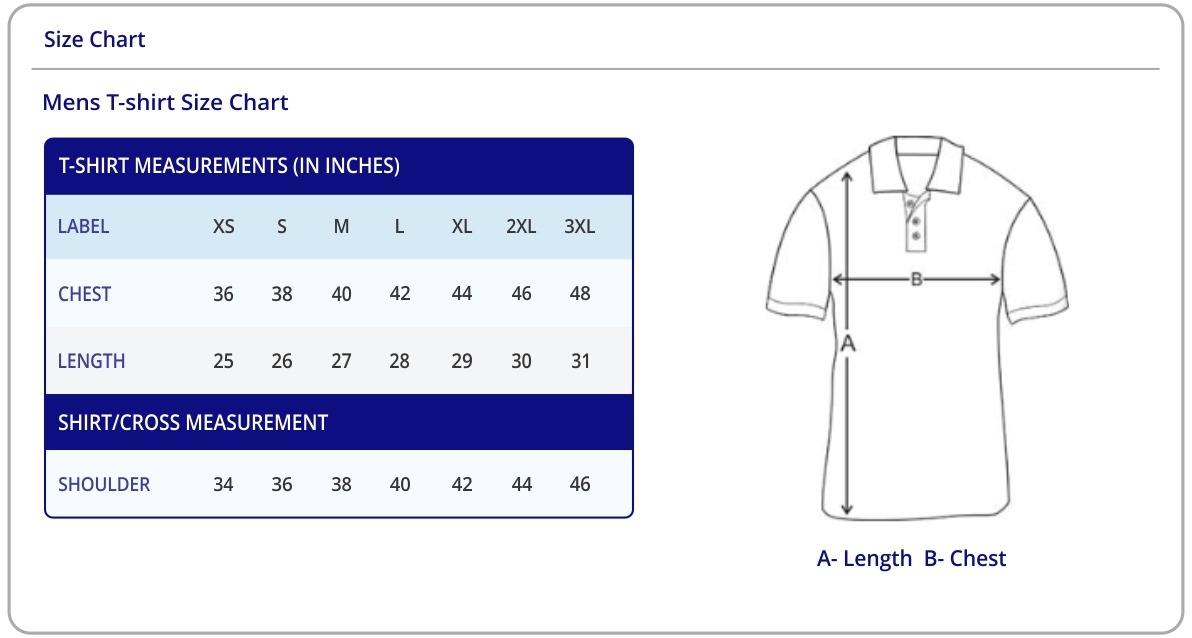 Size Chart
Mens T-shirt Size Chart
T-SHIRT MEASUREMENTS (IN INCHES)
LABEL XS S M L XL 2XL 3XL
CHEST 36 38 40 42 44 46 48
LENGTH 25 26 27 28 29 30 31
SHIRT/CROSS MEASUREMENT
SHOULDER 34 36 38 40 42 44 46
B
A
A- Length B- Chest